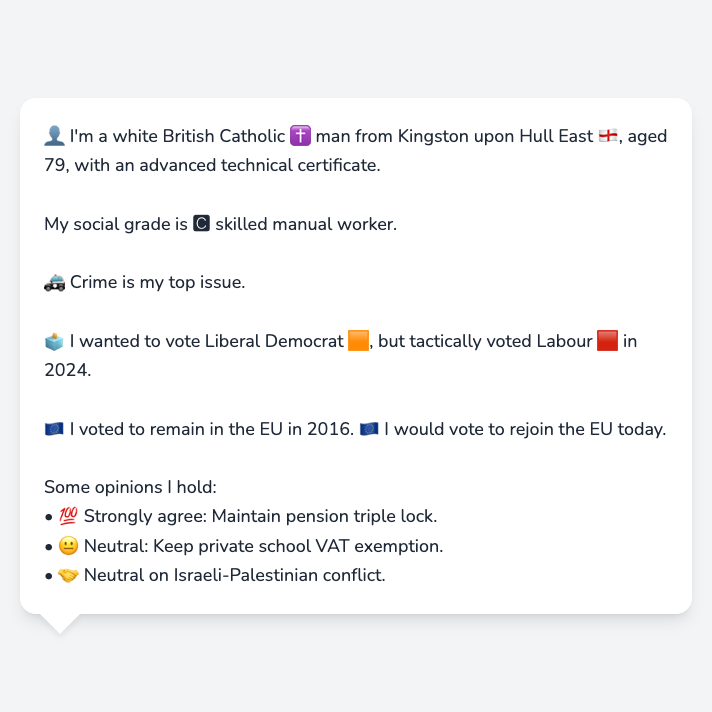 👤 I'm a white British Catholic ✝️ man from Kingston upon Hull East 🏴󠁧󠁢󠁥󠁮󠁧󠁿, aged
79, with an advanced technical certificate.
My social grade is 🅲 skilled manual worker.
🚓 Crime is my top issue.
🗳️ I wanted to vote Liberal Democrat 🟧, but tactically voted Labour 🟥 in
2024.
🇪🇺 I voted to remain in the EU in 2016. 🇪🇺 I would vote to rejoin the EU today.
Some opinions I hold:
• 💯 Strongly agree: Maintain pension triple lock.
• 😐 Neutral: Keep private school VAT exemption.
• 🤝 Neutral on Israeli-Palestinian conflict.